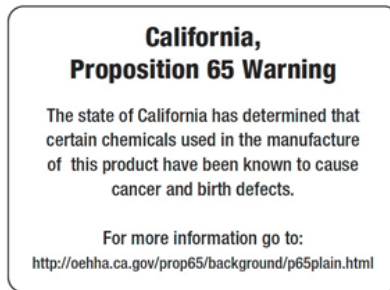 California,
Proposition 65 Warning
The state of California has determined that
certain chemicals used in the manufacture
of this product have been known to cause
cancer and birth defects.
For more information go to:
http://oehha.ca.gov/prop65/background/p65plain.html